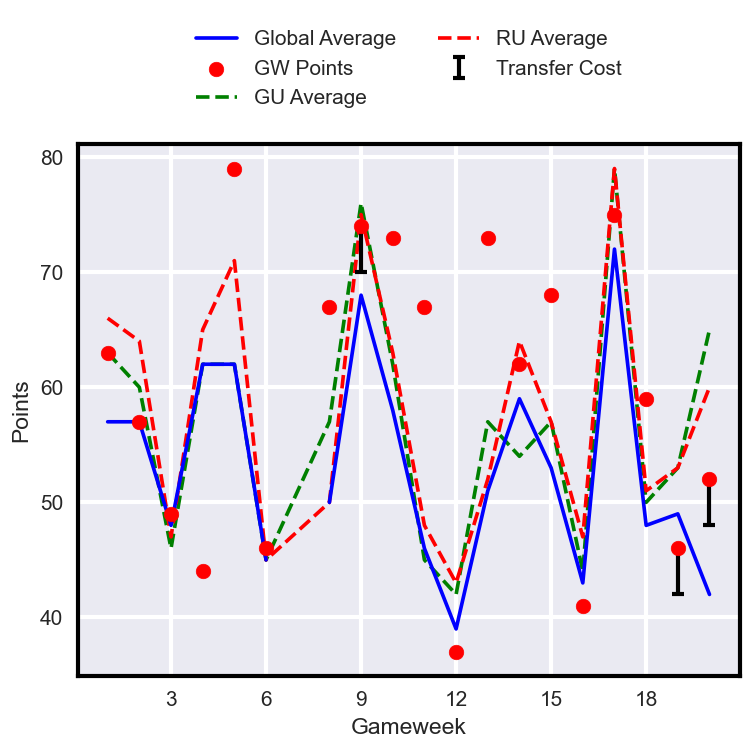 Global Average
GW Points
GU Average
RU Average
Transfer Cost
80
70
60
50
40
Points
3 6 9 12 15 18
Gameweek